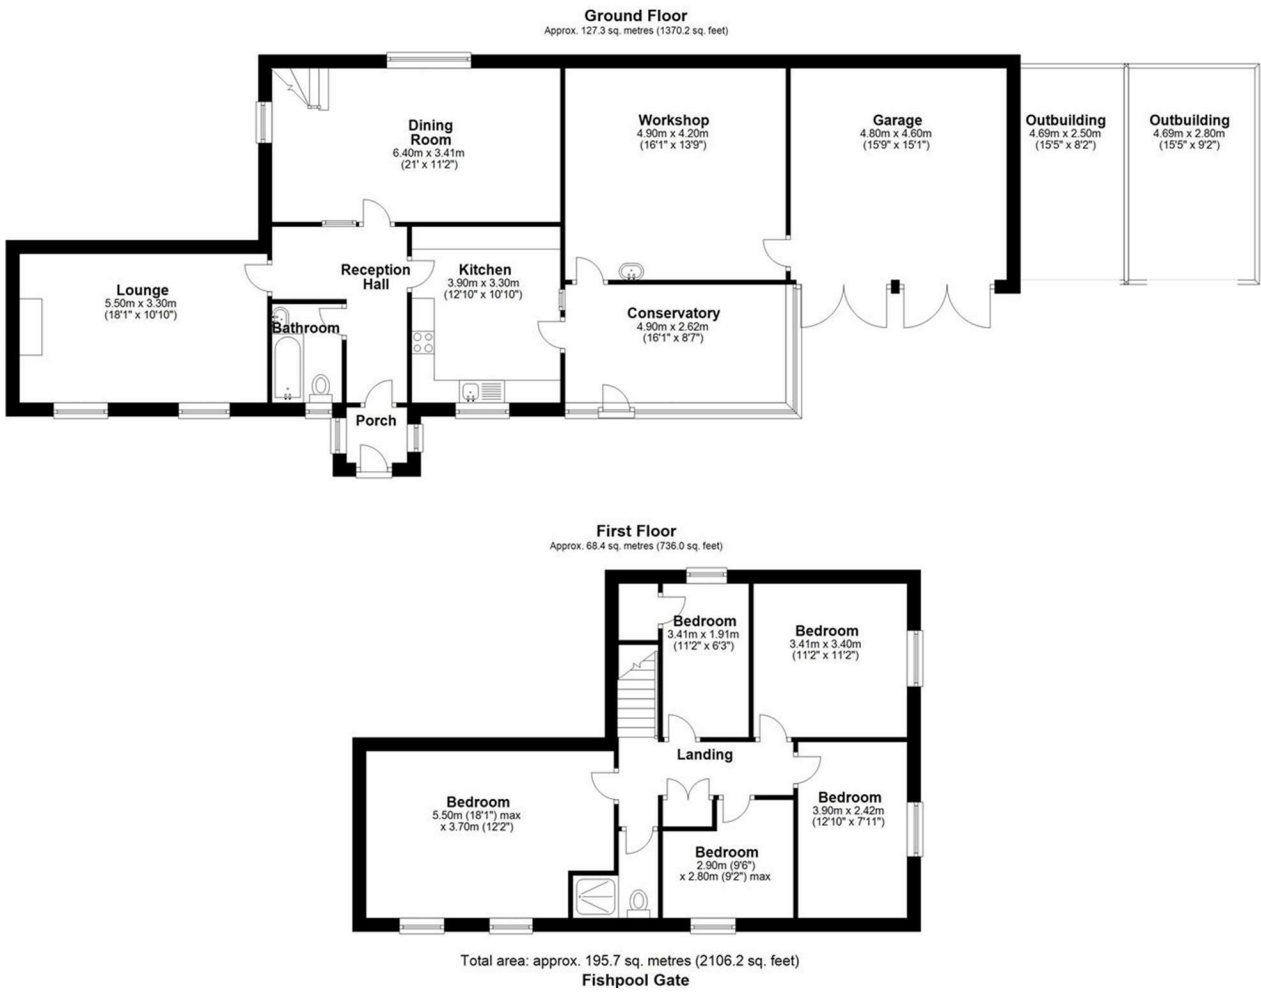 Ground Floor
Approx. 127.3 sq. metres (1370.2 sq. feet)
Dining
Room
6.40m x 3.41m
(21' x 11'2")
Workshop
4.90m x 4.20m
(16'1" x 13'9")
Garage
4.80m x 4.60m
(15'9" x 15'1")
Outbuilding
4.69m x 2.50m
(15'5" x 8'2")
Outbuilding
4.69m x 2.80m
(15'5" x 9'2")
Lounge
5.50m x 3.30m
(18'1" x 10'10")
Reception
Hall
Kitchen
3.90m x 3.30m
(12'10" x 10'10")
Bathroom
Conservatory
4.90m x 2.62m
(16'1" x 8'7")
Porch
First Floor
Approx. 68.4 sq. metres (736.0 sq. feet)
Bedroom
3.41m x 1.91m
(11'2" x 6'3")
Bedroom
3.41m x 3.40m
(11'2" x 11'2")
Landing
Bedroom
5.50m (18'1") max
x 3.70m (12'2")
Bedroom
3.90m x 2.42m
(12'10" x 7'11")
Bedroom
2.90m (9'6")
x 2.80m (9'2") max
Total area: approx. 195.7 sq. metres (2106.2 sq. feet)
Fishpool Gate